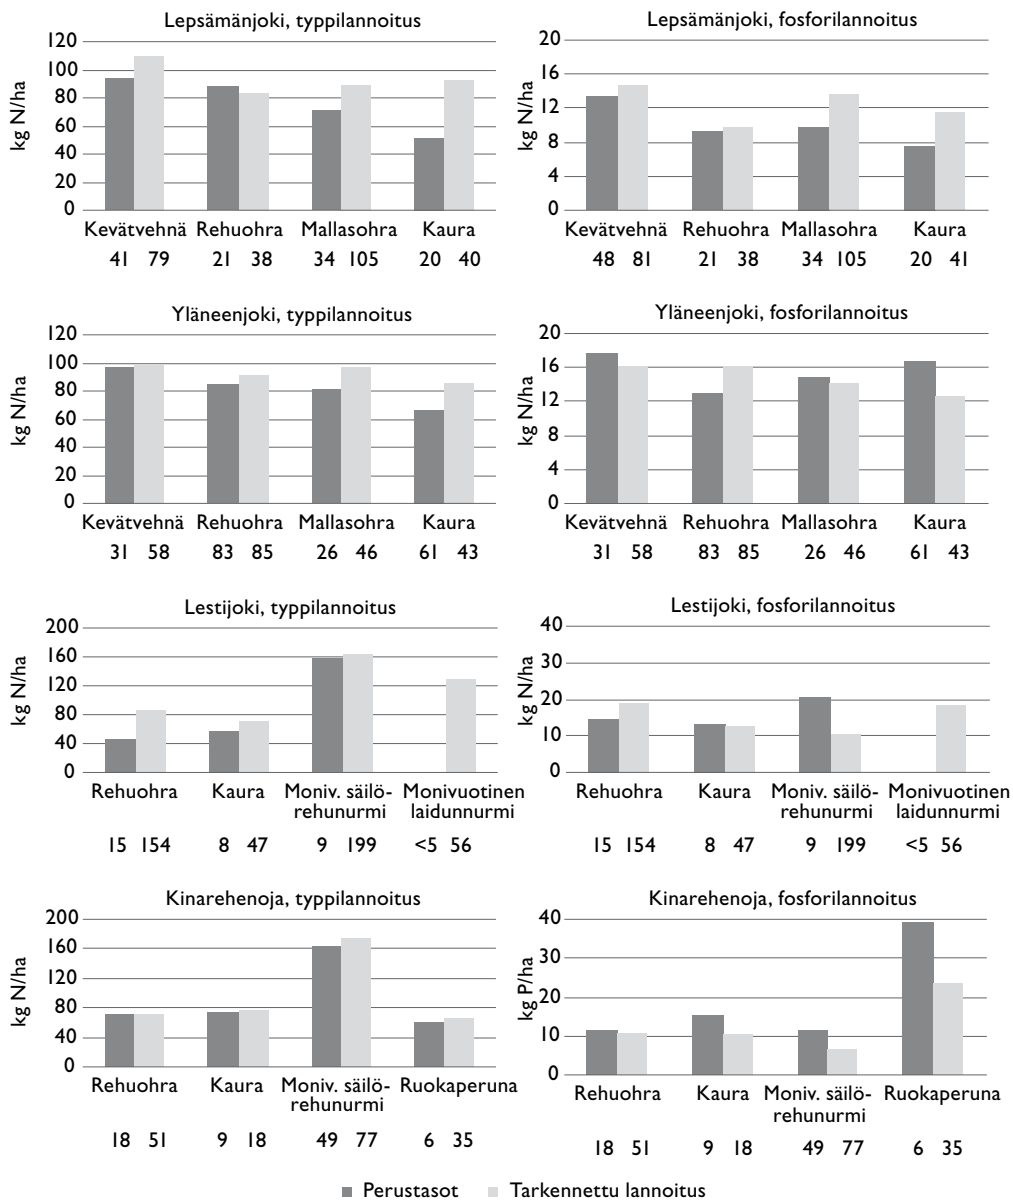 Lepsämänjoki, typpilannoitus
kg N/ha
120
100
80
60
40
20
0
Kevätvehnä Rehuohra Mallasohra Kaura
41 79 21 38 34 105 20 40
Lepsämänjoki, fosforilannoitus
kg N/ha
20
16
12
8
4
0
Kevätvehnä Rehuohra Mallasohra Kaura
48 81 21 38 34 105 20 41
Yläneenjoki, typpilannoitus
kg N/ha
120
100
80
60
40
20
0
Kevätvehnä Rehuohra Mallasohra Kaura
31 58 83 85 26 46 61 43
Yläneenjoki, fosforilannoitus
kg N/ha
20
16
12
8
4
0
Kevätvehnä Rehuohra Mallasohra Kaura
31 58 83 85 26 46 61 43
Lestijoki, typpilannoitus
kg N/ha
200
160
120
80
40
0
Rehuohra Kaura Moniv. säilö- Monivuotinen
rehunurmi laidunnurmi
15 154 8 47 9 199 <5 56
Lestijoki, fosforilannoitus
kg N/ha
40
30
20
10
0
Rehuohra Kaura Moniv. säilö- Monivuotinen
rehunurmi laidunnurmi
15 154 8 47 9 199 <5 56
Kinarehenoja, typpilannoitus
kg N/ha
200
160
120
80
40
0
Rehuohra Kaura Moniv. säilö- Ruokaperuna
rehunurmi
18 51 9 18 49 77 6 35
Kinarehenoja, fosforilannoitus
kg P/ha
40
30
20
10
0
Rehuohra Kaura Moniv. säilö- Ruokaperuna
rehunurmi
18 51 9 18 49 77 6 35
Perustasot Tarkennettu lannoitus